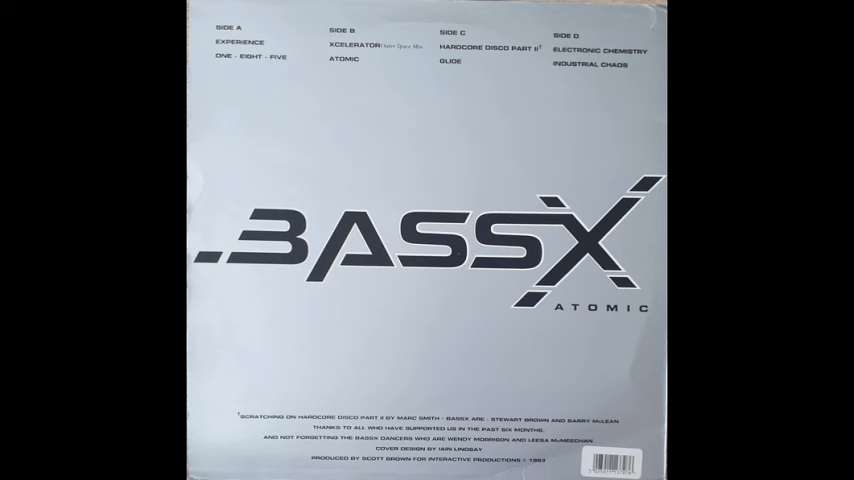 SIDE A
EXPERIENCE
ONE - EIGHT - FIVE
SIDE B
XCELERATOR (Outer Space Mix)
ATOMIC
SIDE C
HARDCORE DISCO PART II†
GLIDE
SIDE D
ELECTRONIC CHEMISTRY
INDUSTRIAL CHAOS
BASSX
ATOMIC
†SCRATCHING ON HARDCORE DISCO PART II BY MARC SMITH - BASSX ARE - STEWART BROWN AND BARRY McLEAN
THANKS TO ALL WHO HAVE SUPPORTED US IN THE PAST SIX MONTHS.
AND NOT FORGETTING THE BASSX DANCERS WHO ARE WENDY MORRISON AND LEESA McMEECHAN
COVER DESIGN BY IAIN LINDSAY
PRODUCED BY SCOTT BROWN FOR INTERACTIVE PRODUCTIONS © 1993